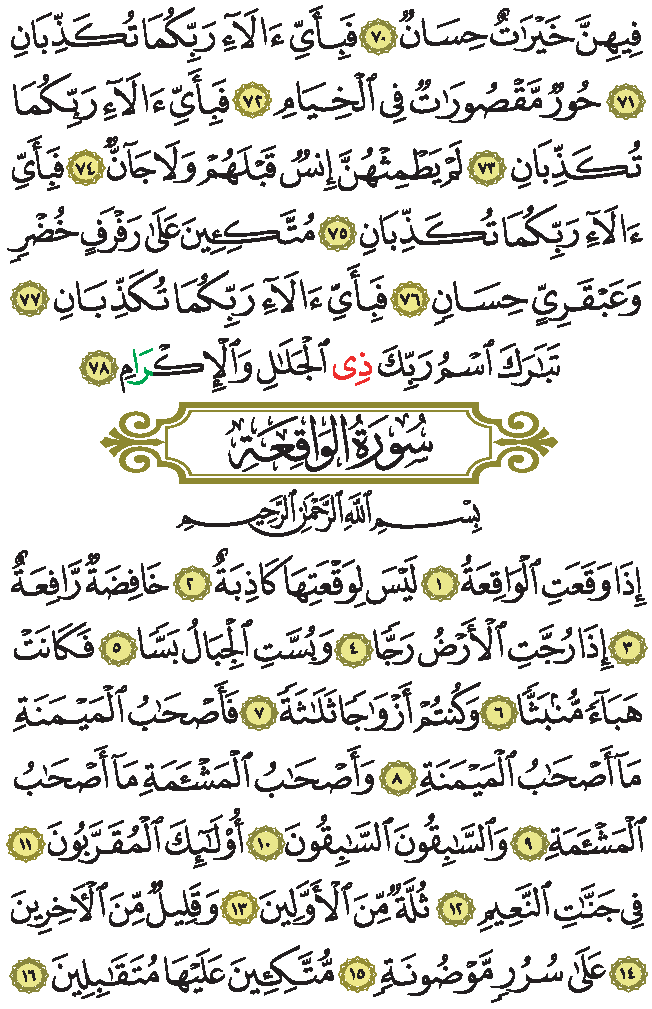 فِيهِنَّ خَيْرَٰتٌ حِسَانٌ ٧٠ فَبِأَيِّ ءَالَآءِ رَبِّكُمَا تُكَذِّبَانِ
٧١ حُورٌ مَّقْصُورَٰتٌ فِي ٱلْخِيَامِ ٧٢ فَبِأَيِّ ءَالَآءِ رَبِّكُمَا
تُكَذِّبَانِ ٧٣ لَمْ يَطْمِثْهُنَّ إِنسٌ قَبْلَهُمْ وَلَا جَآنٌّ ٧٤ فَبِأَيِّ
ءَالَآءِ رَبِّكُمَا تُكَذِّبَانِ ٧٥ مُتَّكِـِٔينَ عَلَىٰ رَفْرَفٍ خُضْرٍ
وَعَبْقَرِيٍّ حِسَانٍ ٧٦ فَبِأَيِّ ءَالَآءِ رَبِّكُمَا تُكَذِّبَانِ ٧٧
تَبَٰرَكَ ٱسْمُ رَبِّكَ ذِي ٱلْجَلَٰلِ وَٱلْإِكْرَامِ ٧٨
سُورَةُ الوَاقِعَةِ
بِسْمِ ٱللَّهِ ٱلرَّحْمَٰنِ ٱلرَّحِيمِ
إِذَا وَقَعَتِ ٱلْوَاقِعَةُ ١ لَيْسَ لِوَقْعَتِهَا كَاذِبَةٌ ٢ خَافِضَةٌ رَّافِعَةٌ
٣ إِذَا رُجَّتِ ٱلْأَرْضُ رَجًّا ٤ وَبُسَّتِ ٱلْجِبَالُ بَسًّا ٥ فَكَانَتْ
هَبَآءً مُّنۢبَثًّا ٦ وَكُنتُمْ أَزْوَٰجًا ثَلَٰثَةً ٧ فَأَصْحَٰبُ ٱلْمَيْمَنَةِ
مَآ أَصْحَٰبُ ٱلْمَيْمَنَةِ ٨ وَأَصْحَٰبُ ٱلْمَشْـَٔمَةِ مَآ أَصْحَٰبُ
ٱلْمَشْـَٔمَةِ ٩ وَٱلسَّٰبِقُونَ ٱلسَّٰبِقُونَ ١٠ أُوْلَٰٓئِكَ ٱلْمُقَرَّبُونَ ١١
فِي جَنَّٰتِ ٱلنَّعِيمِ ١٢ ثُلَّةٌ مِّنَ ٱلْأَوَّلِينَ ١٣ وَقَلِيلٌ مِّنَ ٱلْأٓخِرِينَ
١٤ عَلَىٰ سُرُرٍ مَّوْضُونَةٍ ١٥ مُّتَّكِـِٔينَ عَلَيْهَا مُتَقَٰبِلِينَ ١٦